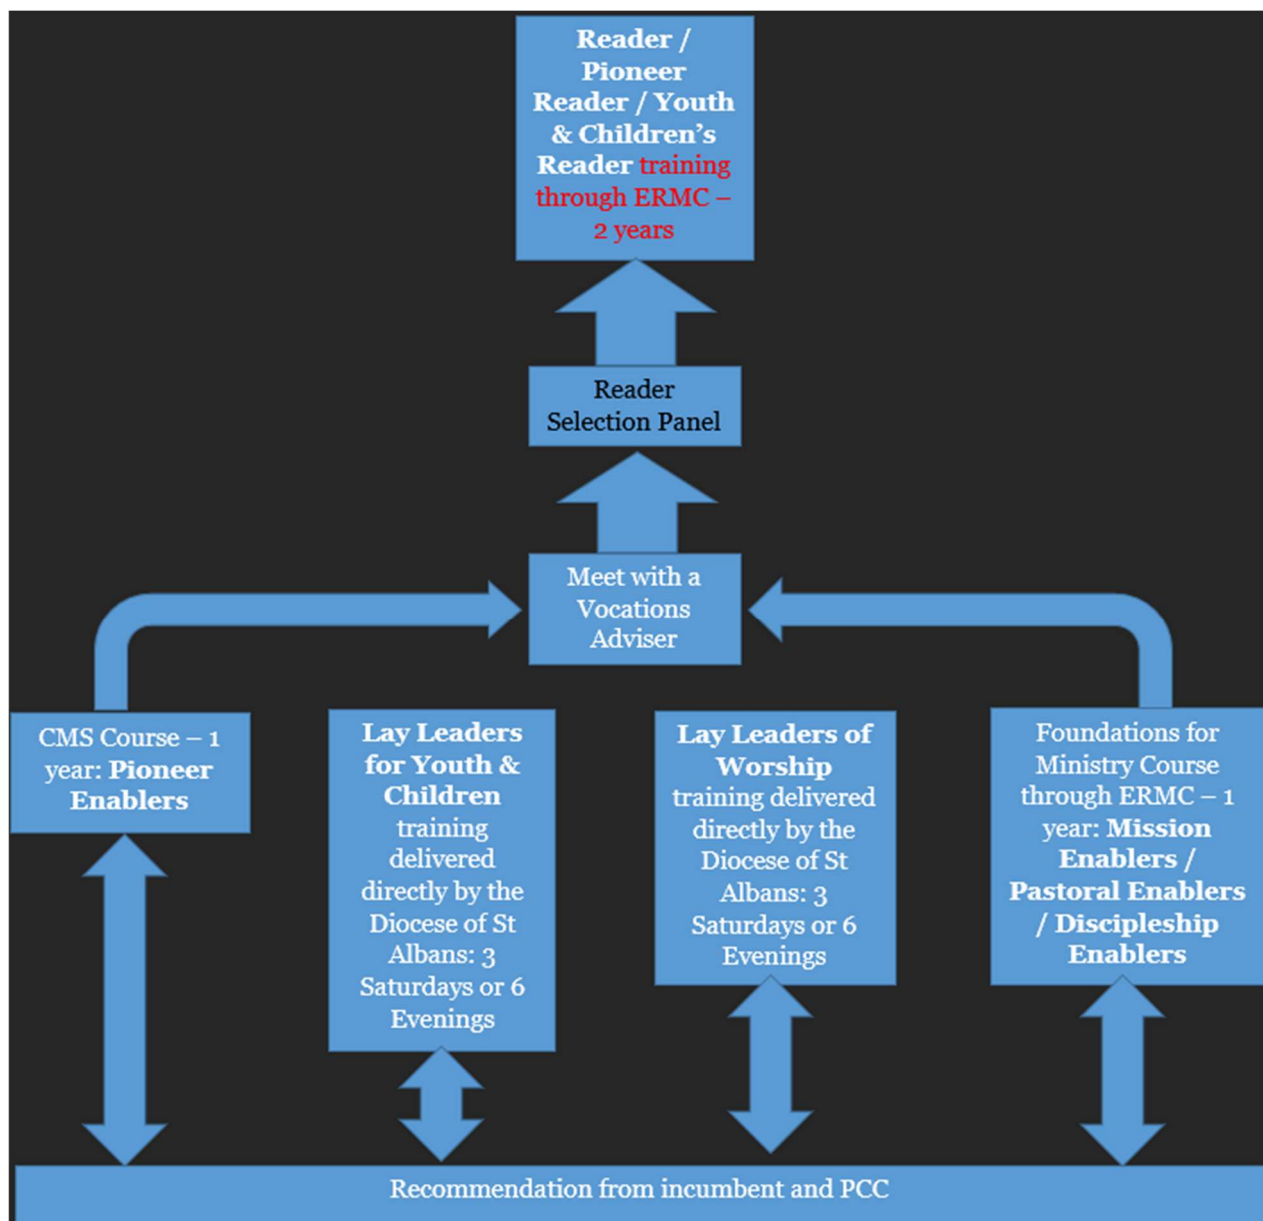 Reader /
Pioneer
Reader / Youth
& Children’s
Reader training
through ERMC –
2 years
Reader
Selection Panel
Meet with a
Vocations
Adviser
CMS Course – 1
year: Pioneer
Enablers
Lay Leaders
for Youth &
Children
training
delivered
directly by the
Diocese of St
Albans: 3
Saturdays or 6
Evenings
Lay Leaders of
Worship
training delivered
directly by the
Diocese of St
Albans: 3
Saturdays or 6
Evenings
Foundations for
Ministry Course
through ERMC – 1
year: Mission
Enablers /
Pastoral Enablers
/ Discipleship
Enablers
Recommendation from incumbent and PCC